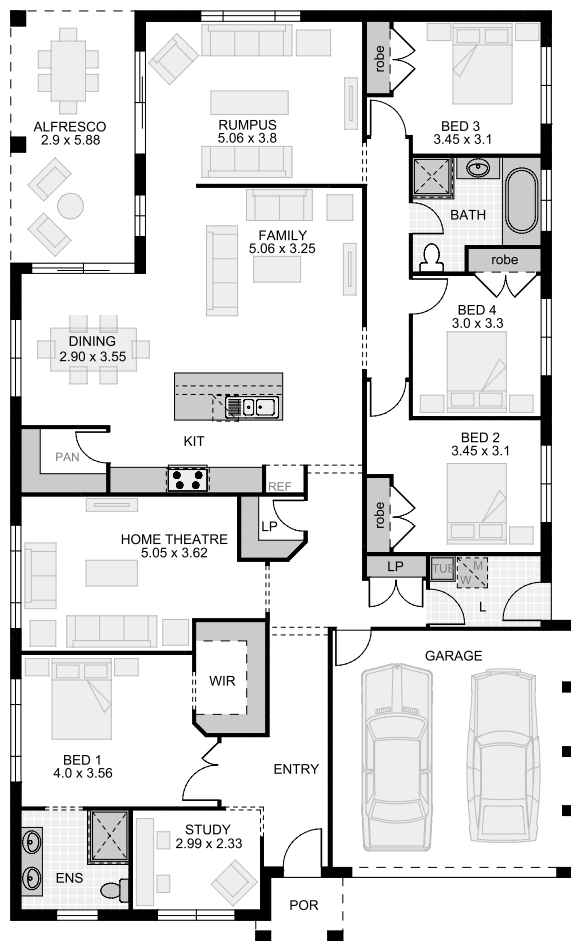 robe
ALFRESCO
2.9 x 5.88
RUMPUS
5.06 x 3.8
BED 3
3.45 x 3.1
BATH
robe
FAMILY
5.06 x 3.25
BED 4
3.0 x 3.3
DINING
2.90 x 3.55
KIT
PAN
REF
BED 2
3.45 x 3.1
robe
LP
HOME THEATRE
5.05 x 3.62
LP
TUB
M
W
L
WIR
GARAGE
BED 1
4.0 x 3.56
ENTRY
STUDY
2.99 x 2.33
ENS
POR